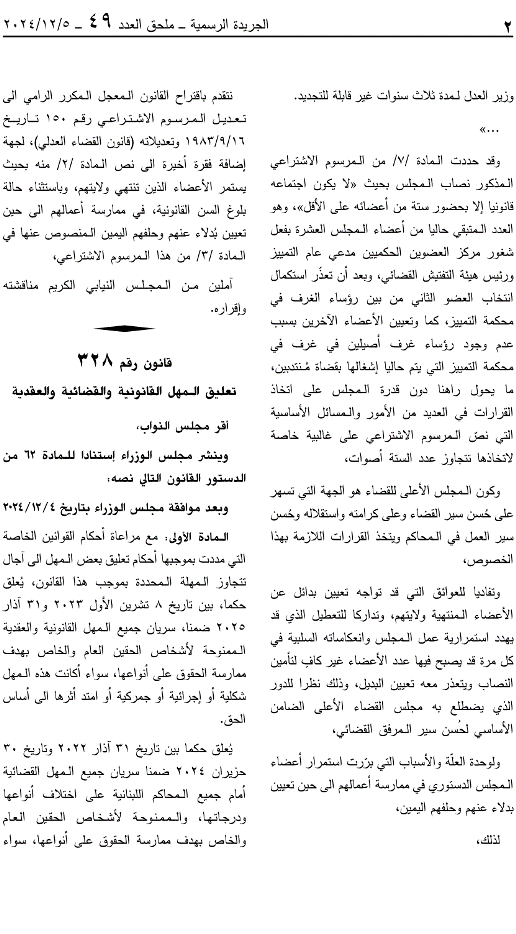 ٢
الجريدة الرسمية ــ ملحق العدد ٤٩ ــ ٢٠٢٤/١٢/٥
وزير العدل لمدة ثلاث سنوات غير قابلة للتجديد.
...»
وقد حددت المادة /٧/ من المرسوم الاشتراعي
المذكور نصاب المجلس بحيث «لا يكون اجتماعه
قانونيا إلا بحضور ستة من أعضائه على الأقل»، وهو
العدد المتبقي حاليا من أعضاء المجلس العشرة بفعل
شغور مركز العضوين الحكميين مدعي عام التمييز
ورئيس هيئة التفتيش القضائي، وبعد أن تعذّر استكمال
انتخاب العضو الثاني من بين رؤساء الغرف في
محكمة التمييز، كما وتعيين الأعضاء الآخرين بسبب
عدم وجود رؤساء غرف أصيلين في غرف في
محكمة التمييز التي يتم حاليا إشغالها بقضاة مُنتدبين،
ما يحول راهنا دون قدرة المجلس على اتخاذ
القرارات في العديد من الأمور والمسائل الأساسية
التي نصّ المرسوم الاشتراعي على غالبية خاصة
لاتخاذها تتجاوز عدد الستة أصوات،
وكون المجلس الأعلى للقضاء هو الجهة التي تسهر
على حُسن سير القضاء وعلى كرامته واستقلاله وحُسن
سير العمل في المحاكم ويتخذ القرارات اللازمة بهذا
الخصوص،
وتفاديا للعوائق التي قد تواجه تعيين بدائل عن
الأعضاء المنتهية ولايتهم، وتداركا للتعطيل الذي قد
يهدد استمرارية عمل المجلس وانعكاساته السلبية في
كل مرة قد يصبح فيها عدد الأعضاء غير كافٍ لتأمين
النصاب ويتعذر معه تعيين البديل، وذلك نظرا للدور
الذي يضطلع به مجلس القضاء الأعلى الضامن
الأساسي لحُسن سير المرفق القضائي،
ولوحدة العلّة والأسباب التي برّرت استمرار أعضاء
المجلس الدستوري في ممارسة أعمالهم الى حين تعيين
بدلاء عنهم وحلفهم اليمين،
لذلك،
نتقدم باقتراح القانون المعجل المكرر الرامي الى
تعديل المرسوم الاشتراعي رقم ١٥٠ تاريخ
١٩٨٣/٩/١٦ وتعديلاته (قانون القضاء العدلي)، لجهة
إضافة فقرة أخيرة الى نص المادة /٢/ منه بحيث
يستمر الأعضاء الذين تنتهي ولايتهم، وباستثناء حالة
بلوغ السن القانونية، في ممارسة أعمالهم الى حين
تعيين بُدلاء عنهم وحلفهم اليمين المنصوص عنها في
المادة /٣/ من هذا المرسوم الاشتراعي،
آملين من المجلس النيابي الكريم مناقشته
وإقراره.
قانون رقم ٣٢٨
تعليق المهل القانونية والقضائية والعقدية
أقر مجلس النواب،
وينشر مجلس الوزراء إستنادا للمادة ٦٢ من
الدستور القانون التالي نصه:
وبعد موافقة مجلس الوزراء بتاريخ ٢٠٢٤/١٢/٤
المادة الأولى: مع مراعاة أحكام القوانين الخاصة
التي مددت بموجبها أحكام تعليق بعض المهل الى آجال
تتجاوز المهلة المحددة بموجب هذا القانون، يُعلق
حكما، بين تاريخ ٨ تشرين الأول ٢٠٢٣ و٣١ آذار
٢٠٢٥ ضمنا، سريان جميع المهل القانونية والعقدية
الممنوحة لأشخاص الحقين العام والخاص بهدف
ممارسة الحقوق على أنواعها، سواء أكانت هذه المهل
شكلية أو إجرائية أو جمركية أو امتد أثرها الى أساس
الحق.
يُعلق حكما بين تاريخ ٣١ آذار ٢٠٢٢ وتاريخ ٣٠
حزيران ٢٠٢٤ ضمنا سريان جميع المهل القضائية
أمام جميع المحاكم اللبنانية على اختلاف أنواعها
ودرجاتها، والممنوحة لأشخاص الحقين العام
والخاص بهدف ممارسة الحقوق على أنواعها، سواء